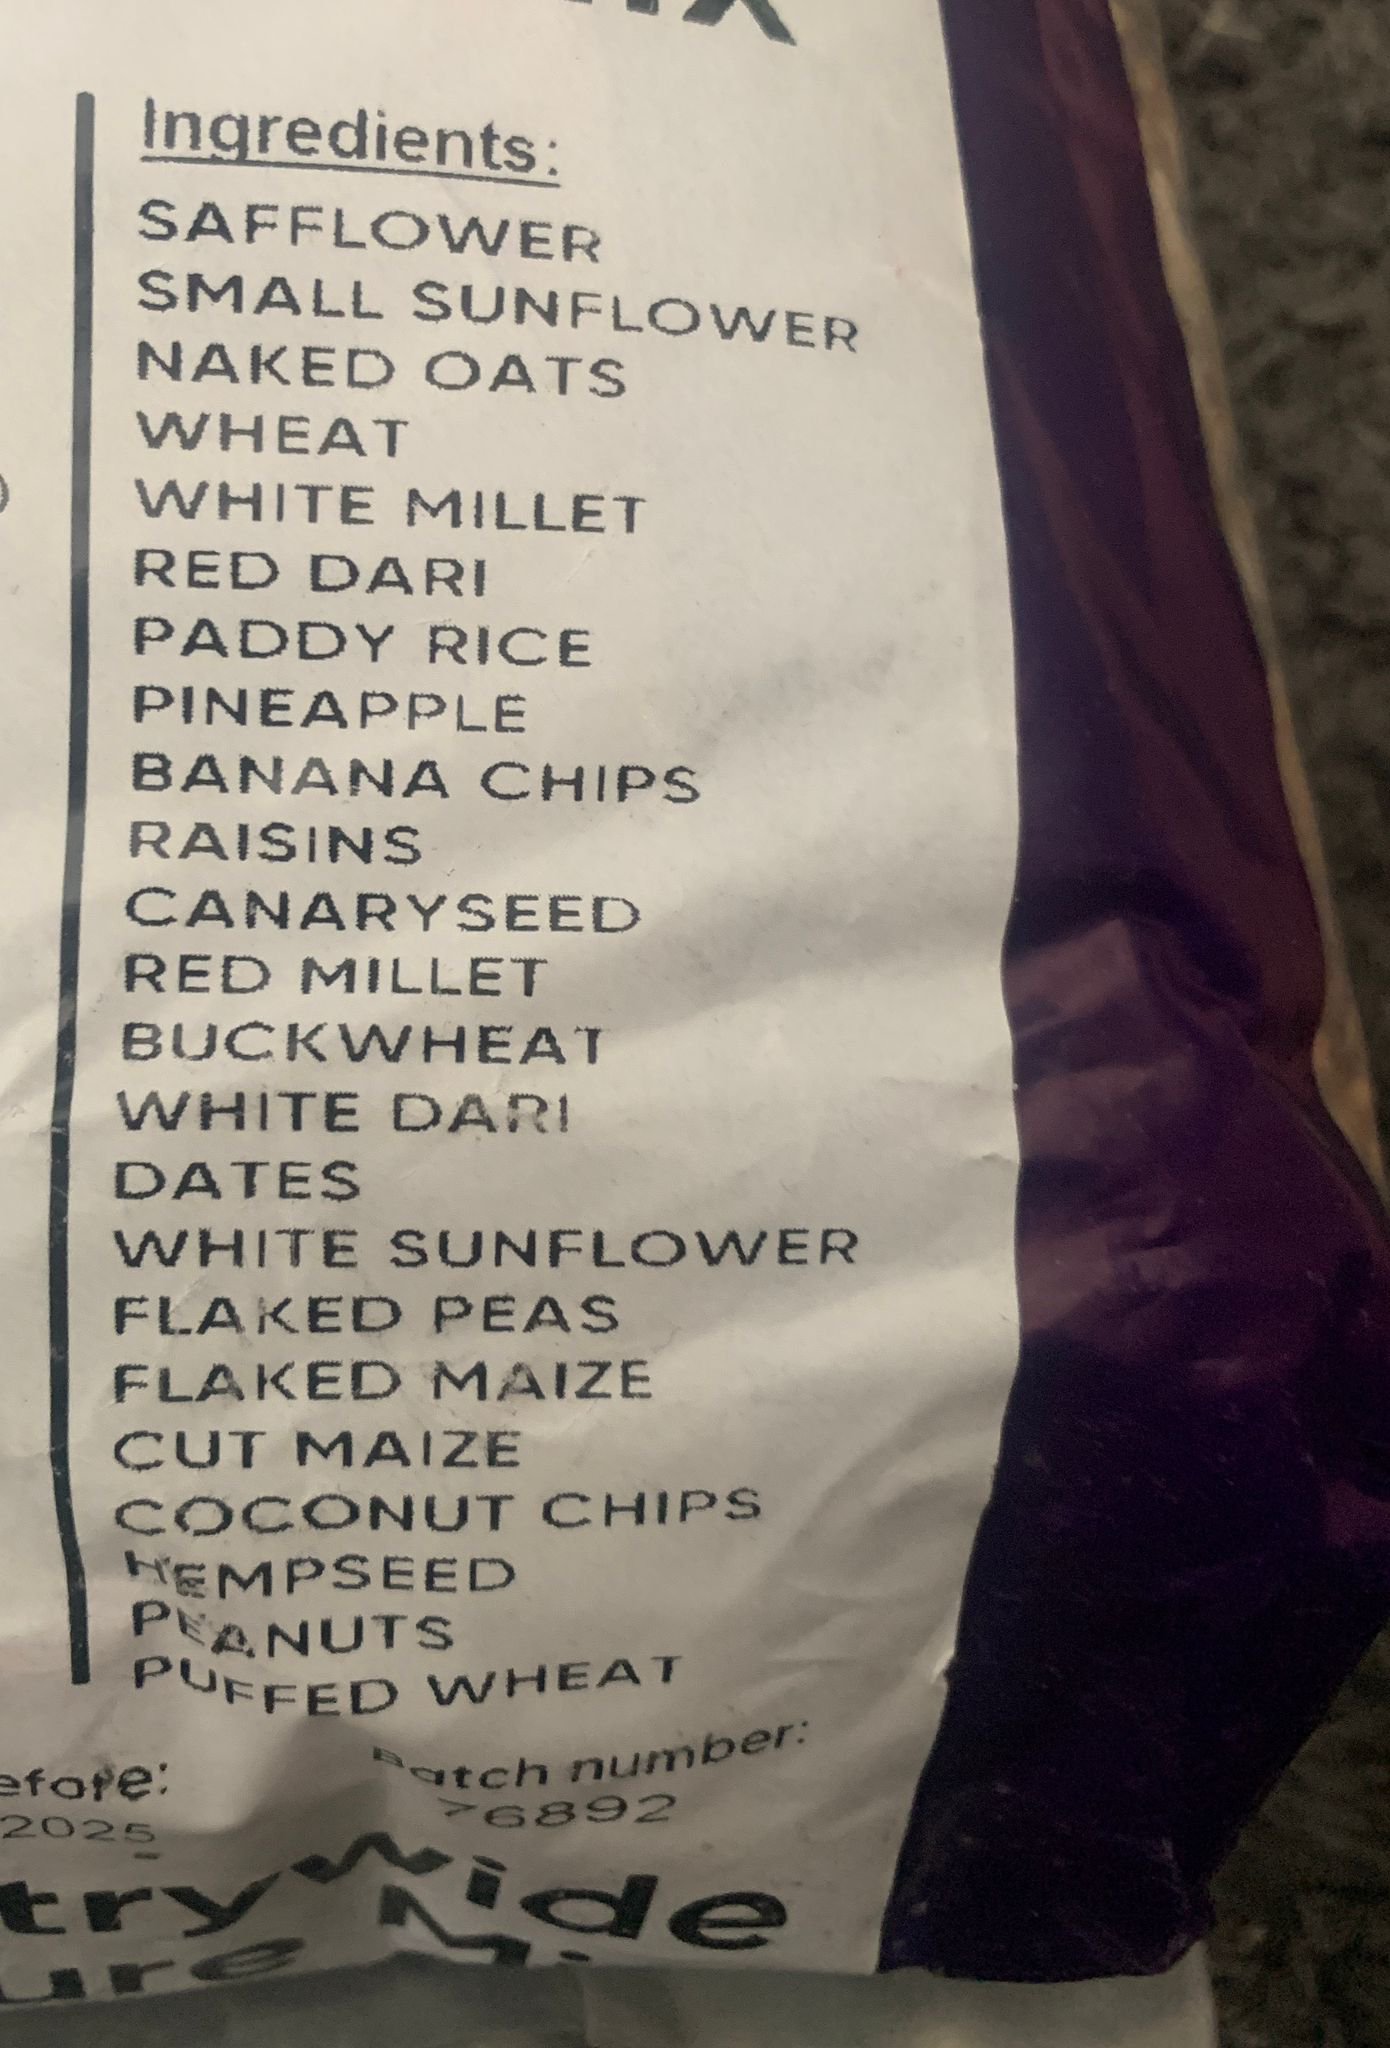 Ingredients:
SAFFLOWER
SMALL SUNFLOWER
NAKED OATS
WHEAT
WHITE MILLET
RED DARI
PADDY RICE
PINEAPPLE
BANANA CHIPS
RAISINS
CANARYSEED
RED MILLET
BUCKWHEAT
WHITE DARI
DATES
WHITE SUNFLOWER
FLAKED PEAS
FLAKED MAIZE
CUT MAIZE
COCONUT CHIPS
HEMPSEED
PEANUTS
PUFFED WHEAT
efore: Batch number:
2025 76892
tryWide